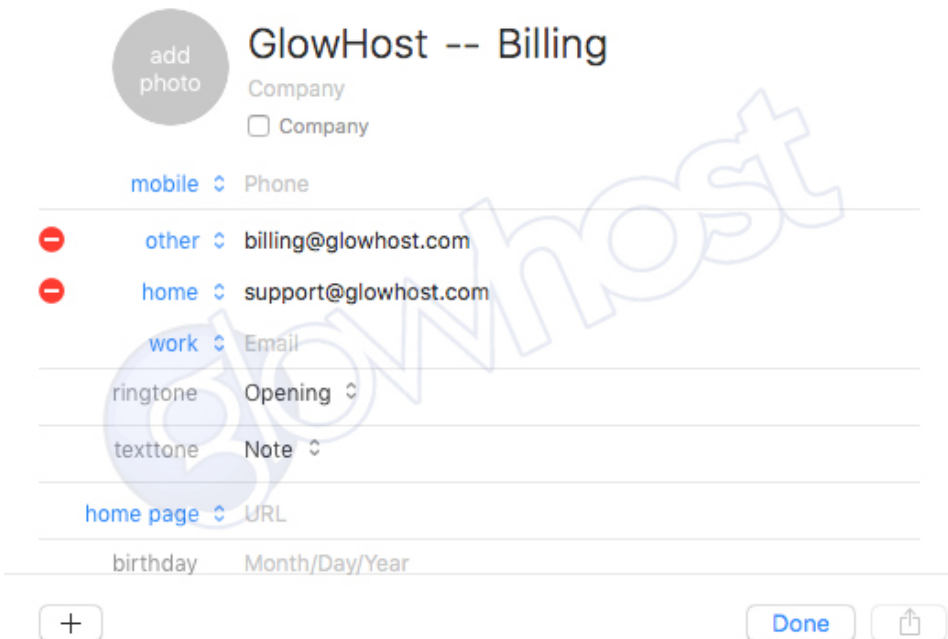 add
photo
GlowHost -- Billing
Company
Company
mobile Phone
other billing@glowhost.com
home support@glowhost.com
work Email
ringtone Opening
texttone Note
home page URL
birthday Month/Day/Year
+ Done
glowhost